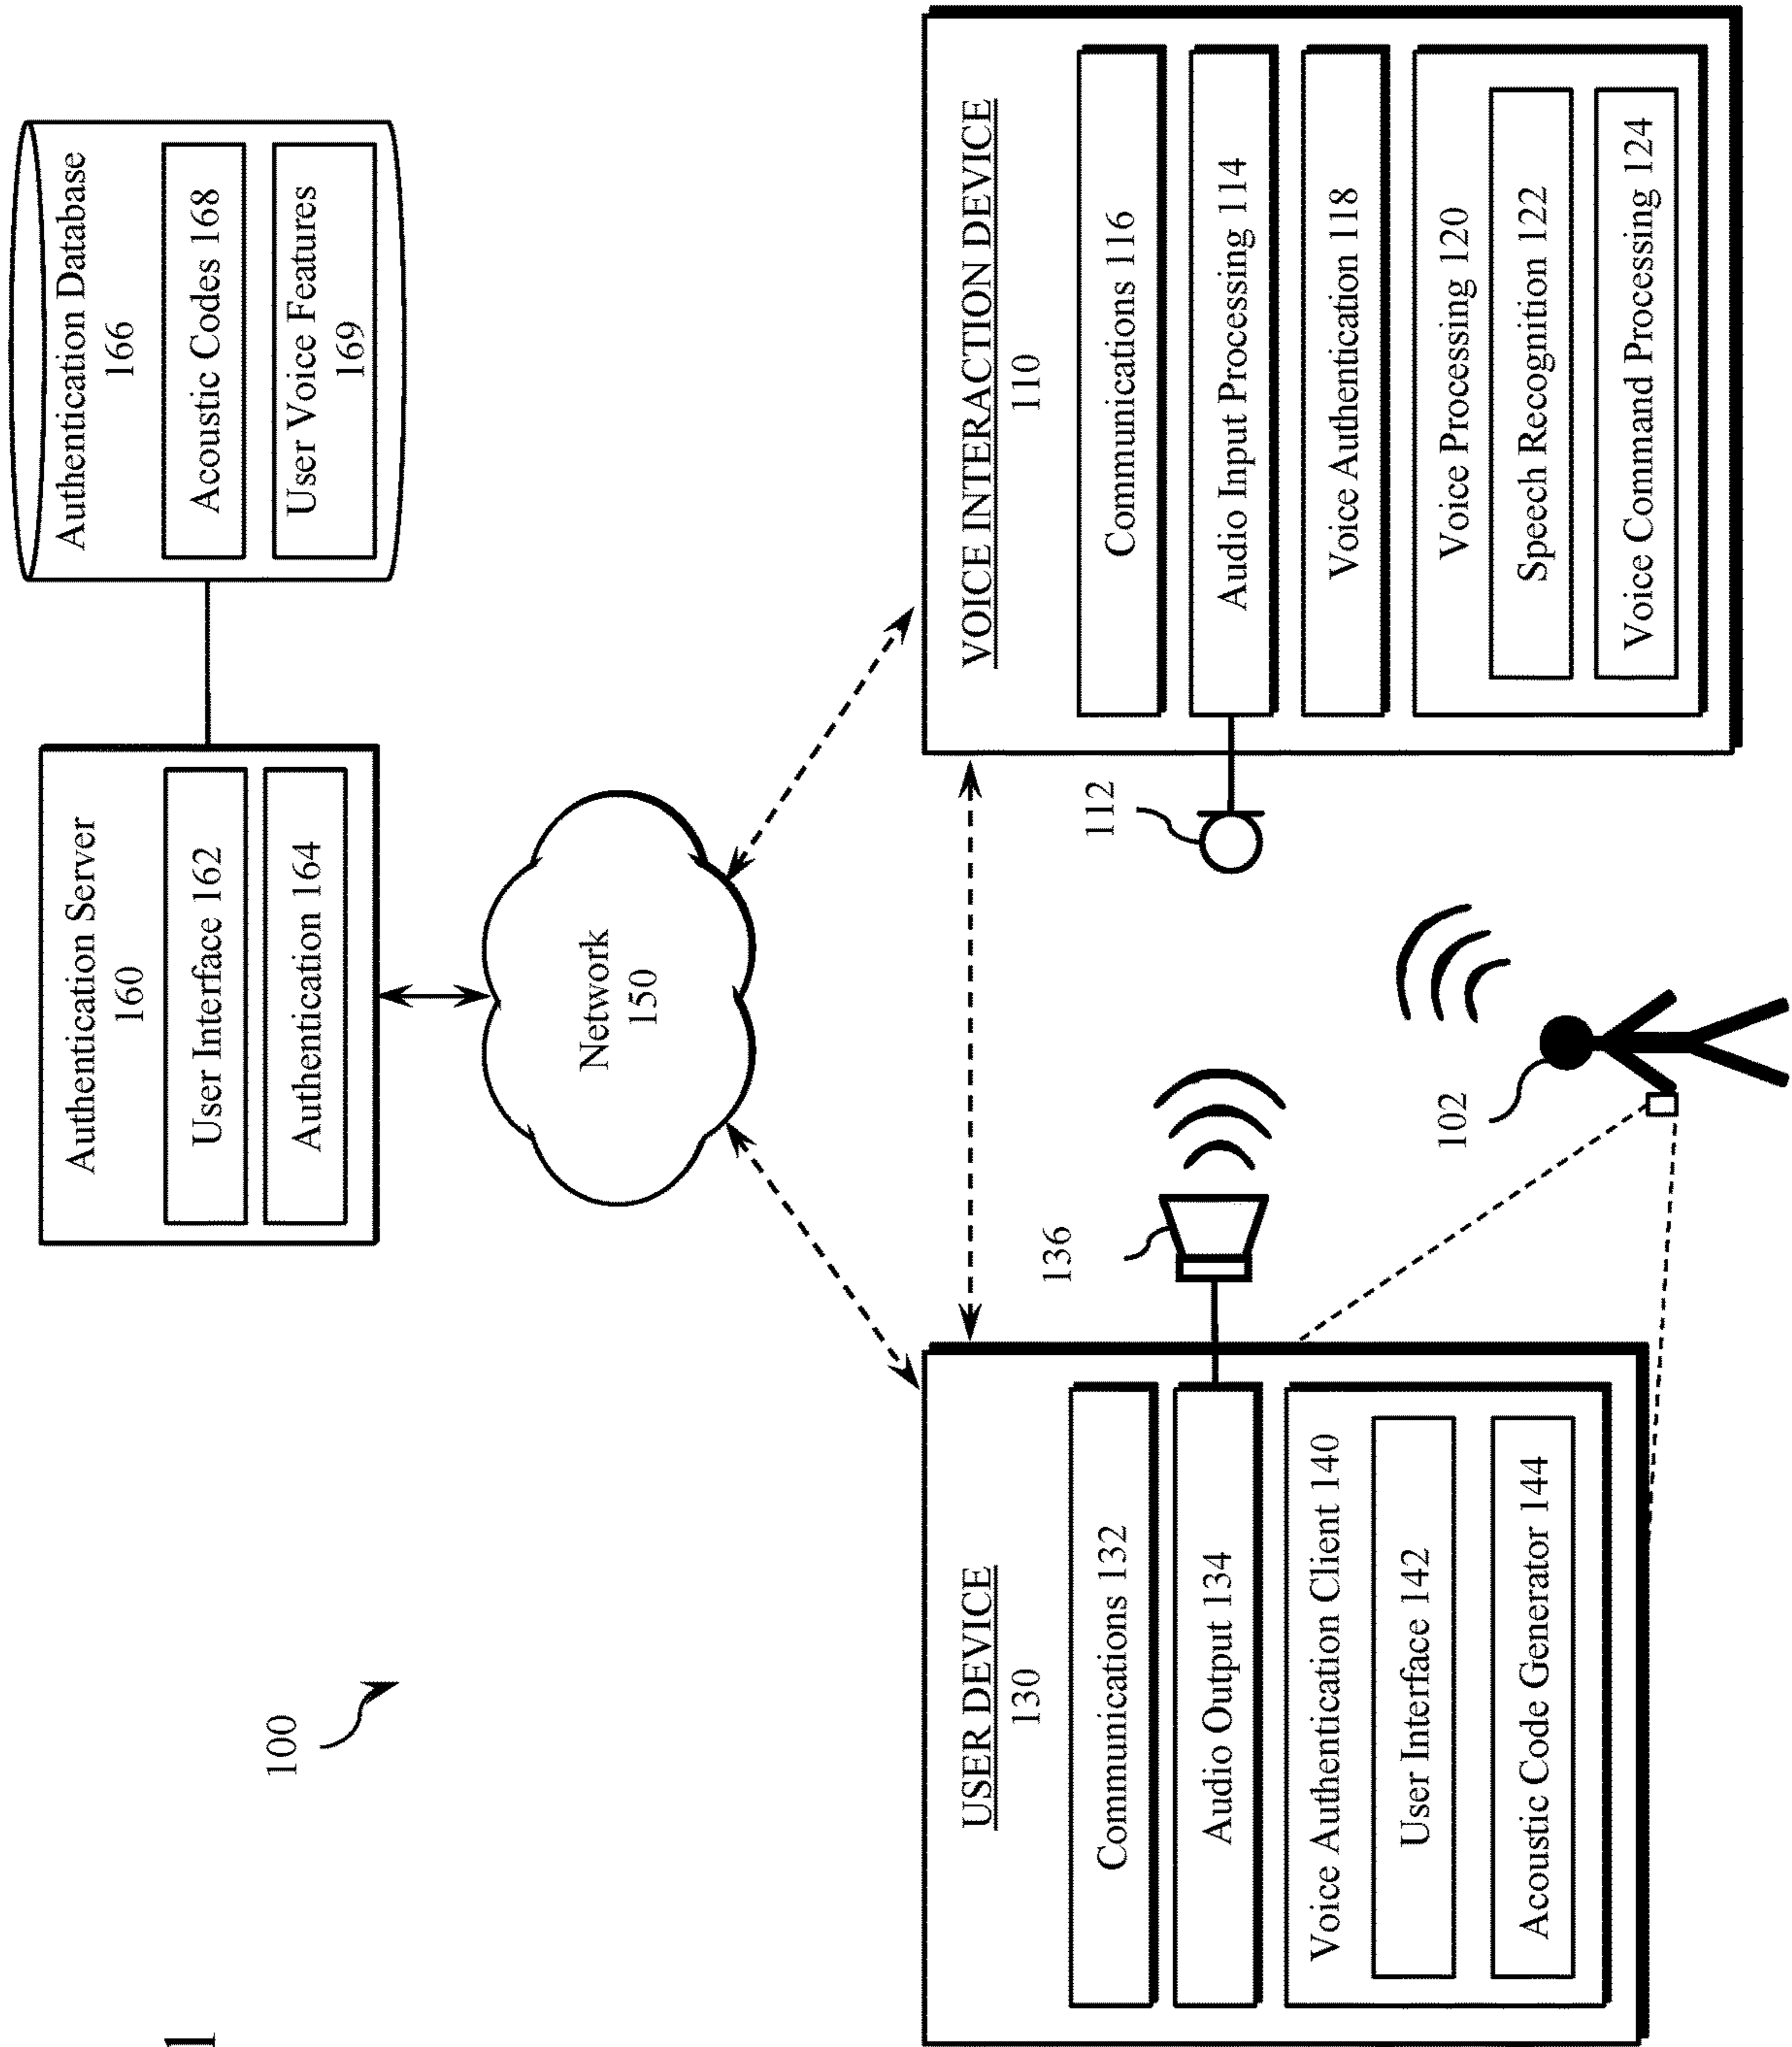 1
100
Authentication Server
160
User Interface 162
Authentication 164
Authentication Database
166
Acoustic Codes 168
User Voice Features
169
Network
150
USER DEVICE
130
Communications 132
Audio Output 134
Voice Authentication Client 140
User Interface 142
Acoustic Code Generator 144
136
102
112
VOICE INTERACTION DEVICE
110
Communications 116
Audio Input Processing 114
Voice Authentication 118
Voice Processing 120
Speech Recognition 122
Voice Command Processing 124